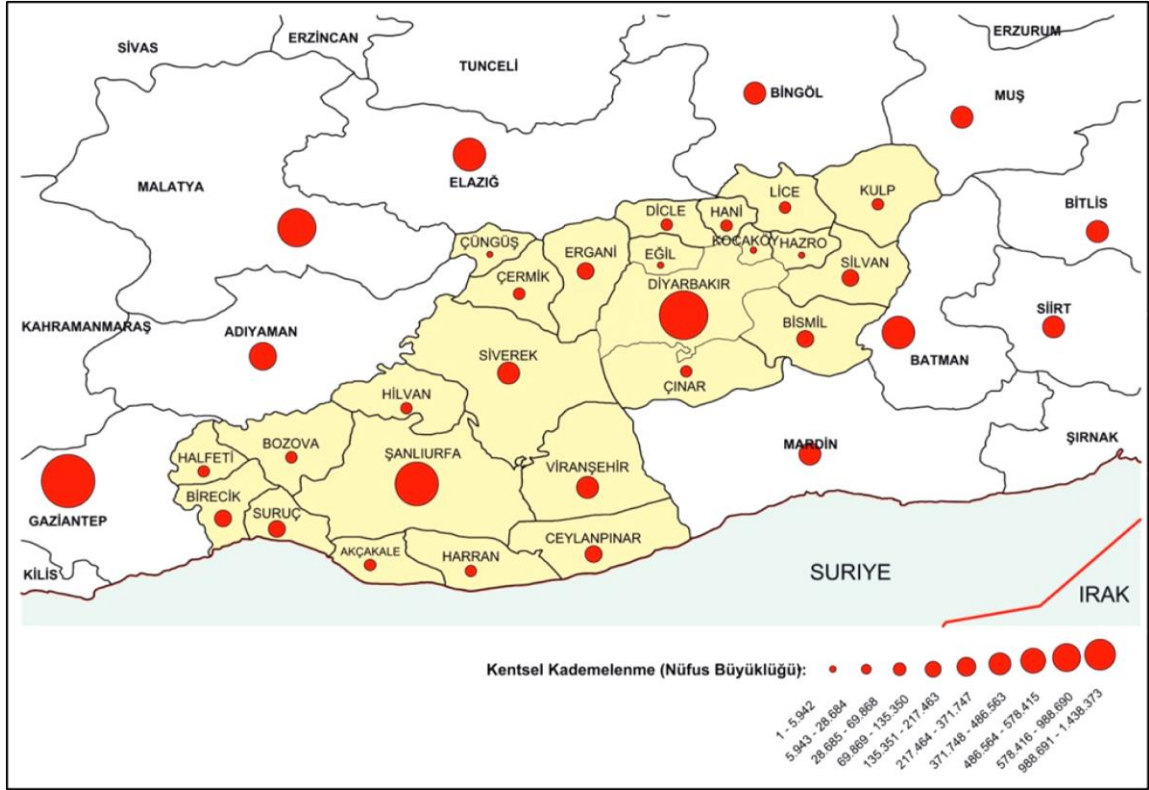 SİVAS
ERZİNCAN
TUNCELİ
ERZURUM
BİNGÖL
MUŞ
MALATYA
ELAZIĞ
LİCE
KULP
BİTLİS
DİCLE
HANİ
ÇÜNGÜŞ
ERGANİ
EĞİL
KOCAKÖY
HAZRO
SİLVAN
ÇERMİK
DİYARBAKIR
KAHRAMANMARAŞ
ADIYAMAN
BİSMİL
SİİRT
SİVEREK
BATMAN
ÇINAR
HİLVAN
BOZOVA
MARDİN
ŞIRNAK
HALFETİ
ŞANLIURFA
VİRANŞEHİR
BİRECİK
SURUÇ
GAZİANTEP
AKÇAKALE
HARRAN
CEYLANPINAR
KİLİS
SURIYE
IRAK
Kentsel Kademelenme (Nüfus Büyüklüğü):
1 - 5.942
5.943 - 28.684
28.685 - 69.868
69.869 - 135.350
135.351 - 217.463
217.464 - 371.747
371.748 - 486.563
486.564 - 578.415
578.416 - 988.690
988.691 - 1.438.373